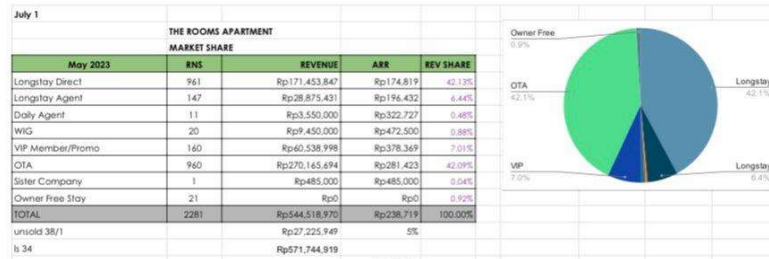 July 1
THE ROOMS APARTMENT
MARKET SHARE
May 2023 RNS REVENUE ARR REV SHARE
Longstay Direct 961 Rp171,453,847 Rp174,819 42.13%
Longstay Agent 147 Rp28,875,431 Rp196,432 6.44%
Daily Agent 11 Rp3,550,000 Rp322,727 0.48%
WIG 20 Rp9,450,000 Rp472,500 0.88%
VIP Member/Promo 160 Rp60,538,998 Rp378,369 7.01%
OTA 960 Rp270,165,694 Rp281,423 42.09%
Sister Company 1 Rp485,000 Rp485,000 0.04%
Owner Free Stay 21 Rp0 Rp0 0.92%
TOTAL 2281 Rp544,518,970 Rp238,719 100.00%
unsold 38/1 Rp27,225,949 5%
ls 34 Rp571,744,919
Owner Free
0.9%
OTA
42.1%
VIP
7.0%
Longstay
42.1%
Longstay
6.4%